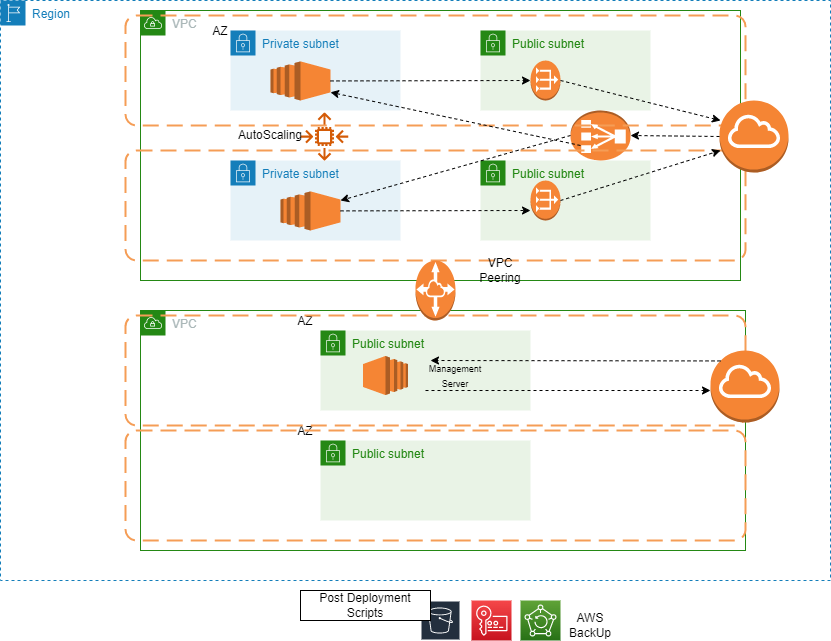 Region
VPC
AZ
Private subnet
Public subnet
AutoScaling
Private subnet
Public subnet
VPC
Peering
VPC
AZ
Public subnet
Management
Server
AZ
Public subnet
Post Deployment
Scripts
AWS
BackUp